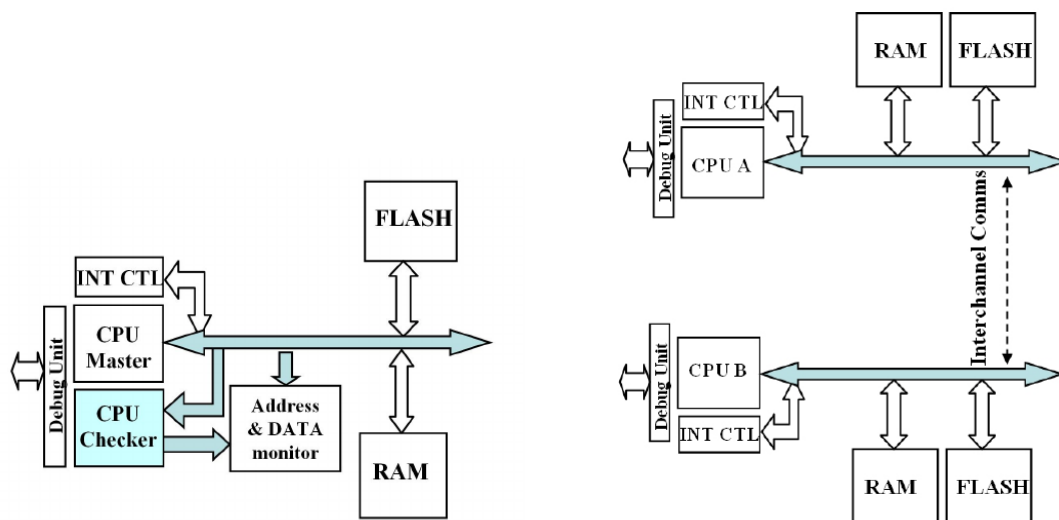 FLASH
INT CTL
Debug Unit
CPU
Master
CPU
Checker
Address
& DATA
monitor
RAM
RAM
FLASH
INT CTL
Debug Unit
CPU A
Interchannel Comms
Debug Unit
CPU B
INT CTL
RAM
FLASH